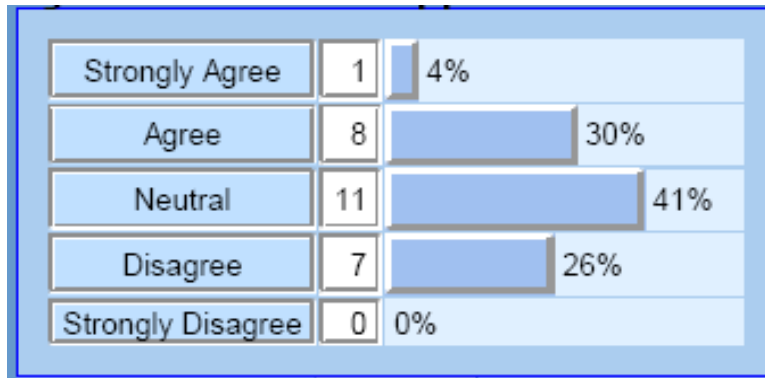 Strongly Agree 1 4%
Agree 8 30%
Neutral 11 41%
Disagree 7 26%
Strongly Disagree 0 0%